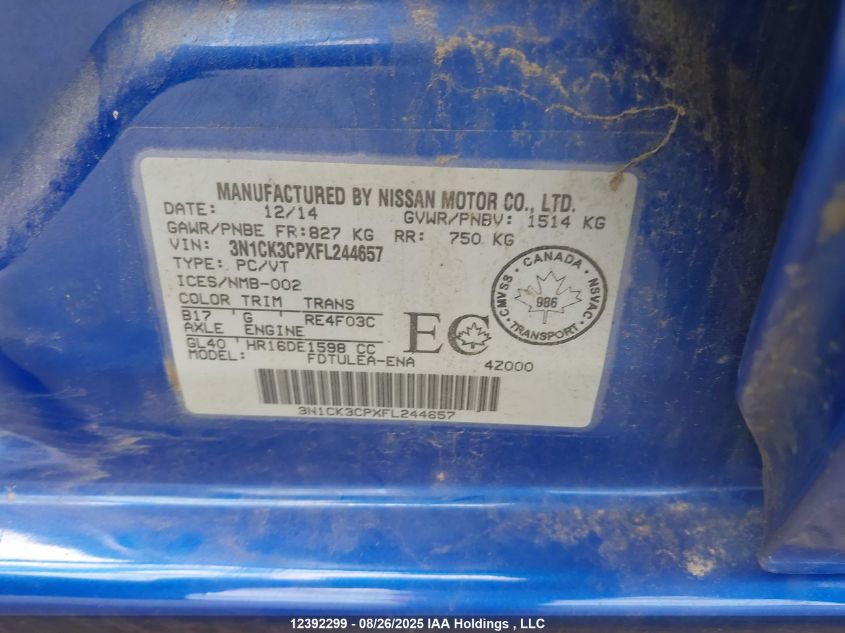 MANUFACTURED BY NISSAN MOTOR CO., LTD.
DATE: 12/14 GVWR/PNBV: 1514 KG
GAWR/PNBE FR:827 KG RR: 750 KG
VIN: 3N1CK3CPXFL244657
TYPE: PC/VT
ICES/NMB-002
COLOR TRIM TRANS
B17 G RE4F03C
AXLE ENGINE
GL40 HR16DE1598 CC
MODEL: FDTULEA-ENA 4Z000
EC
CANADA
CMVSS 986 NSVAC
TRANSPORT
3N1CK3CPXFL244657
12392299 - 08/26/2025 IAA Holdings , LLC